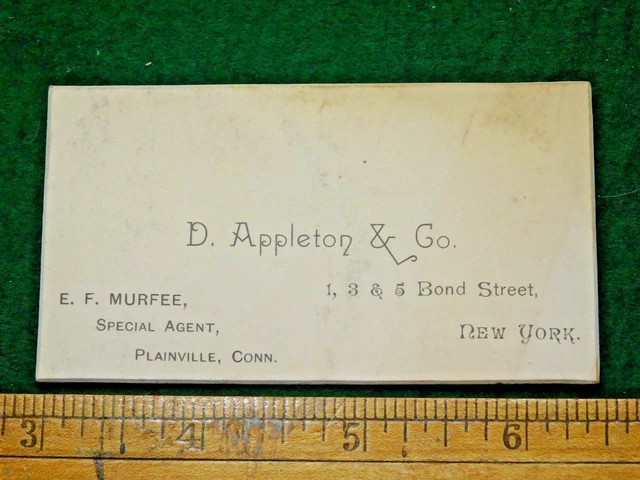 D. Appleton & Co.
1, 3 & 5 Bond Street,
New York.
E. F. Murfee,
Special Agent,
Plainville, Conn.
3 4 5 6